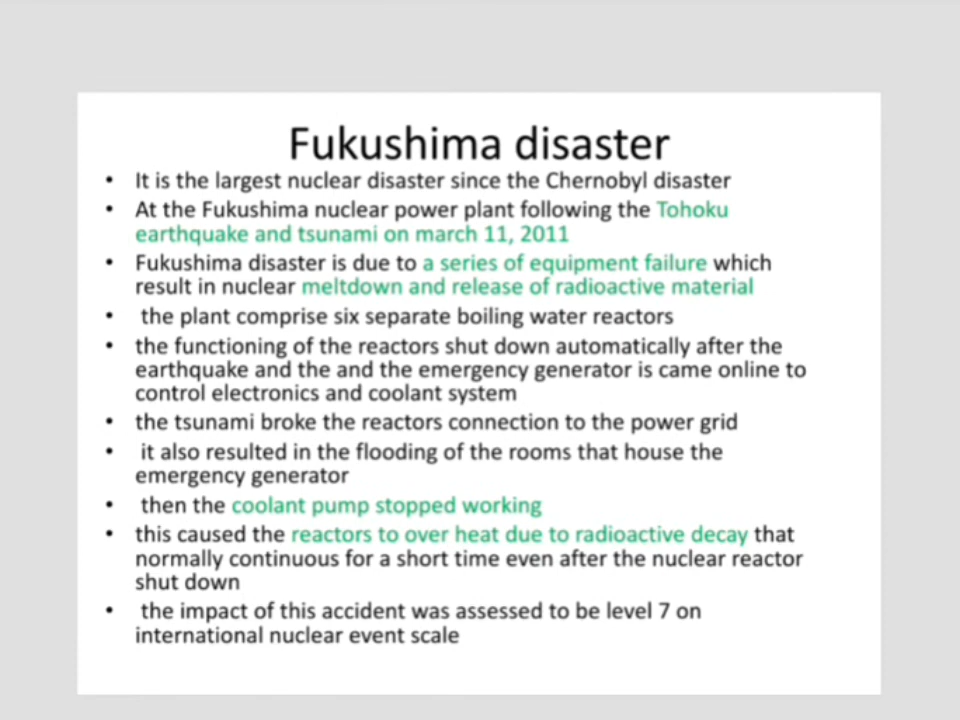 Fukushima disaster
• It is the largest nuclear disaster since the Chernobyl disaster
• At the Fukushima nuclear power plant following the Tohoku
earthquake and tsunami on march 11, 2011
• Fukushima disaster is due to a series of equipment failure which
result in nuclear meltdown and release of radioactive material
• the plant comprise six separate boiling water reactors
• the functioning of the reactors shut down automatically after the
earthquake and the and the emergency generator is came online to
control electronics and coolant system
• the tsunami broke the reactors connection to the power grid
• it also resulted in the flooding of the rooms that house the
emergency generator
• then the coolant pump stopped working
• this caused the reactors to over heat due to radioactive decay that
normally continuous for a short time even after the nuclear reactor
shut down
• the impact of this accident was assessed to be level 7 on
international nuclear event scale